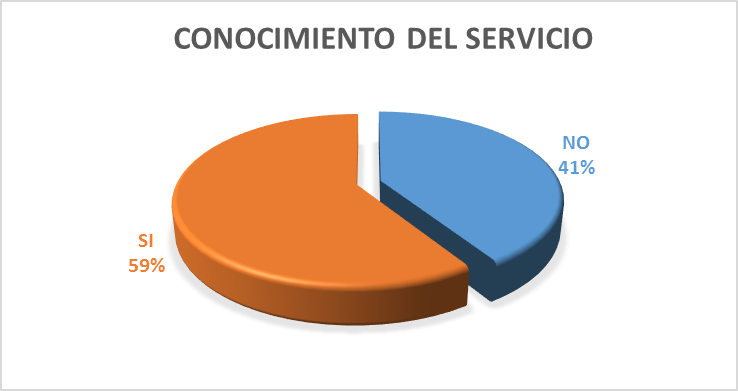 CONOCIMIENTO DEL SERVICIO
NO
41%
SI
59%